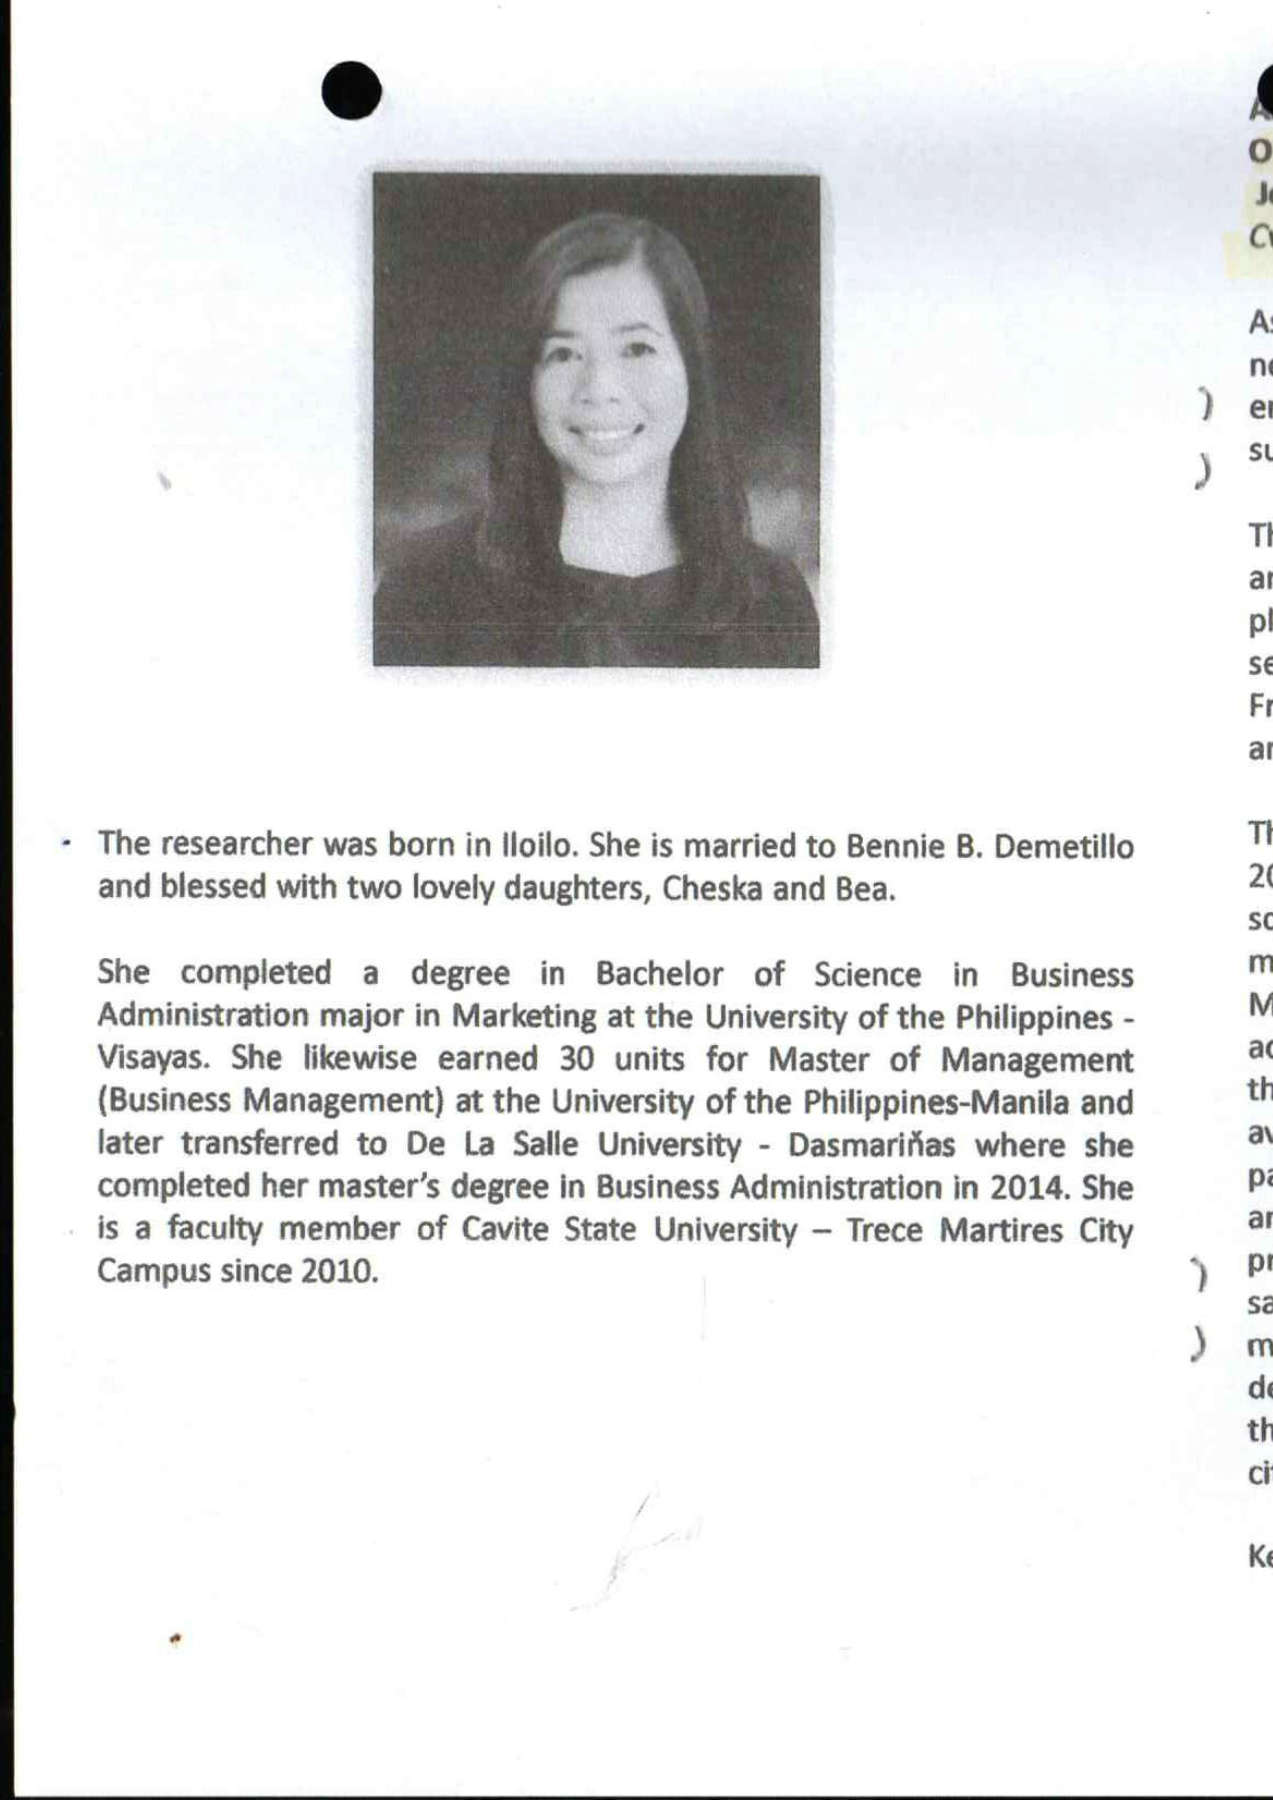 The researcher was born in Iloilo. She is married to Bennie B. Demetillo
and blessed with two lovely daughters, Cheska and Bea.
She completed a degree in Bachelor of Science in Business
Administration major in Marketing at the University of the Philippines -
Visayas. She likewise earned 30 units for Master of Management
(Business Management) at the University of the Philippines-Manila and
later transferred to De La Salle University - Dasmariňas where she
completed her master's degree in Business Administration in 2014. She
is a faculty member of Cavite State University – Trece Martires City
Campus since 2010.